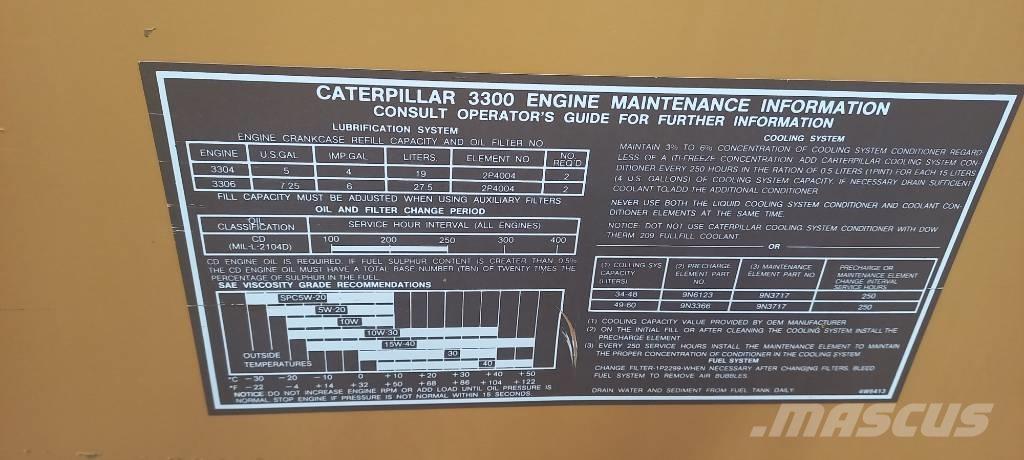 CATERPILLAR 3300 ENGINE MAINTENANCE INFORMATION
CONSULT OPERATOR'S GUIDE FOR FURTHER INFORMATION
LUBRIFICATION SYSTEM
ENGINE CRANKCASE REFILL CAPACITY AND OIL FILTER NO
ENGINE U.S.GAL IMP.GAL LITERS ELEMENT NO NO. REQ'D
3304 5 4 19 2P4004 2
3306 7.25 6 27.5 2P4004 2
FILL CAPACITY MUST BE ADJUSTED WHEN USING AUXILIARY FILTERS
OIL AND FILTER CHANGE PERIOD
OIL CLASSIFICATION SERVICE HOUR INTERVAL (ALL ENGINES)
CD (MIL-L-2104D) 100 200 250 300 400
CD ENGINE OIL IS REQUIRED IF FUEL SULPHUR CONTENT IS CREATER THAN 0.5%
THE CD ENGINE OIL MUST HAVE A TOTAL BASE NUMBER (TBN) OF TWENTY TIMES THE
PERCENTAGE OF SULPHUR IN THE FUEL.
SAE VISCOSITY GRADE RECOMMENDATIONS
SPC5W-20
5W-20
10W
10W-30
15W-40
30
40
OUTSIDE
TEMPERATURES
°C -30 -20 -10 0 +10 +20 +30 +40 +50
°F -22 -4 +14 +32 +50 +68 +86 +104 +122
NOTICE DO NOT INCREASE ENGINE RPM OR ADD LOAD UNTIL OIL PRESSURE IS
NORMAL STOP ENGINE IF PRESSURE IS NOT NORMAL WITHIN 15 SECONDS.
COOLING SYSTEM
MAINTAIN 3% TO 6% CONCENTRATION OF COOLING SYSTEM CONDITIONER REGARD
LESS OF A ITI-FREEZE CONCENTRATION ADD CARTERPILLAR COOLING SYSTEM CON-
DITIONER EVERY 250 HOURS IN THE RATION OF 0.5 LITERS (1PINT) FOR EACH 15 LITERS
(4 U.S. GALLONS) OF COOLING SYSTEM CAPACITY. IF NECESSARY DRAIN SUFFICIENT
COOLANT TO,ADD THE ADDITIONAL CONDITIONER.
NEVER USE BOTH THE LIQUID COOLING SYSTEM CONDITIONER AND COOLANT CON-
DITIONER ELEMENTS AT THE SAME TIME.
NOTICE: DOT NOT USE CATERPILLAR COOLING SYSTEM CONDITIONER WITH DOW
THERM 209 FULLFILL COOLANT.
OR
(1) COLLING SYS CAPACITY (LITERS) (2) PRECHARGE ELEMENT PART NO. (3) MAINTENANCE ELEMENT PART NO PRECHARGE OR MAINTENANCE ELEMENT CHANGE INTERVAL SERVICE HOURS
34-48 9N6123 9N3717 250
49-60 9N3366 9N3717 250
(1) COOLING CAPACITY VALUE PROVIDED BY OEM MANUFACTURER
(2) ON THE INITIAL FILL OR AFTER CLEANING THE COOLING SYSTEM INSTALL THE
PRECHARGE ELEMENT
(3) EVERY 250 SERVICE HOURS INSTALL THE MAINTENANCE ELEMENT TO MAINTAIN
THE PROPER CONCENTRATION OF CONDITIONER IN THE COOLING SYSTEM
FUEL SYSTEM
CHANGE FILTER-1P2299-WHEN NECESSARY AFTER CHANGING FILTERS, BLEED
FUEL SYSTEM TO REMOVE AIR BUBBLES.
DRAIN WATER AND SEDIMENT FROM FUEL TANK DAILY.
MASCUS